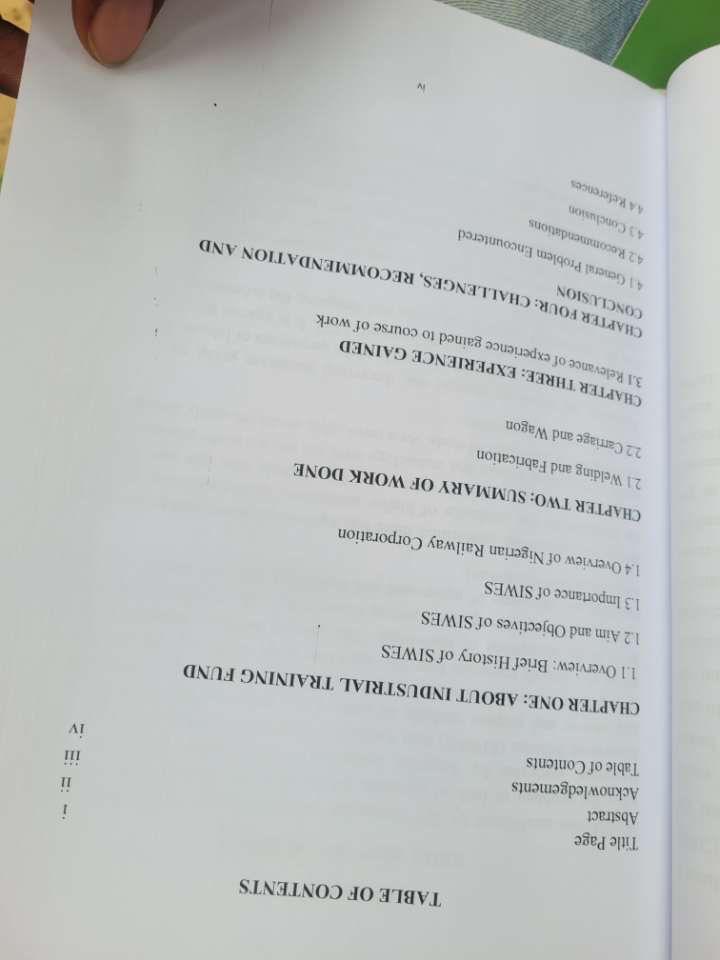 TABLE OF CONTENTS
Title Page i
Abstract ii
Acknowledgements iii
Table of Contents iv
CHAPTER ONE: ABOUT INDUSTRIAL TRAINING FUND
1.1 Overview: Brief History of SIWES
1.2 Aim and Objectives of SIWES
1.3 Importance of SIWES
1.4 Overview of Nigerian Railway Corporation
CHAPTER TWO: SUMMARY OF WORK DONE
2.1 Welding and Fabrication
2.2 Carriage and Wagon
CHAPTER THREE: EXPERIENCE GAINED
3.1 Relevance of experience gained to course of work
CHAPTER FOUR: CHALLENGES, RECOMMENDATION AND
CONCLUSION
4.1 General Problem Encountered
4.2 Recommendations
4.3 Conclusion
4.4 References
iv